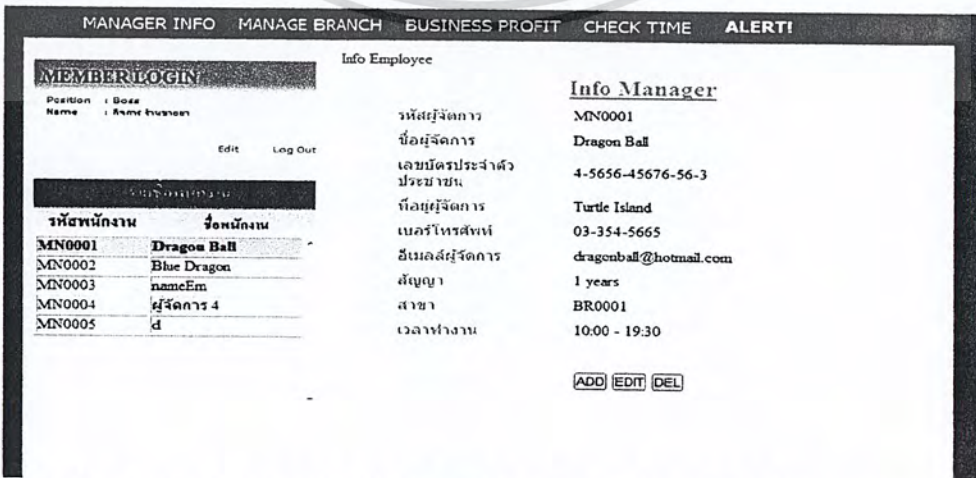 MANAGER INFO MANAGE BRANCH BUSINESS PROFIT CHECK TIME ALERT!
MEMBER LOGIN
Position : Boss
Name :
Edit Log Out
รหัสพนักงาน ชื่อพนักงาน
MN0001 Dragon Ball
MN0002 Blue Dragon
MN0003 nameEm
MN0004 ผู้จัดการ 4
MN0005 d
Info Employee
Info Manager
รหัสผู้จัดการ MN0001
ชื่อผู้จัดการ Dragon Ball
เลขบัตรประจำตัว
ประชาชน 4-5656-45676-56-3
ที่อยู่ผู้จัดการ Turtle Island
เบอร์โทรศัพท์ 03-354-5665
อีเมลล์ผู้จัดการ dragonball@hotmail.com
สัญญา 1 years
สาขา BR0001
เวลาทำงาน 10:00 - 19:30
ADD EDIT DEL